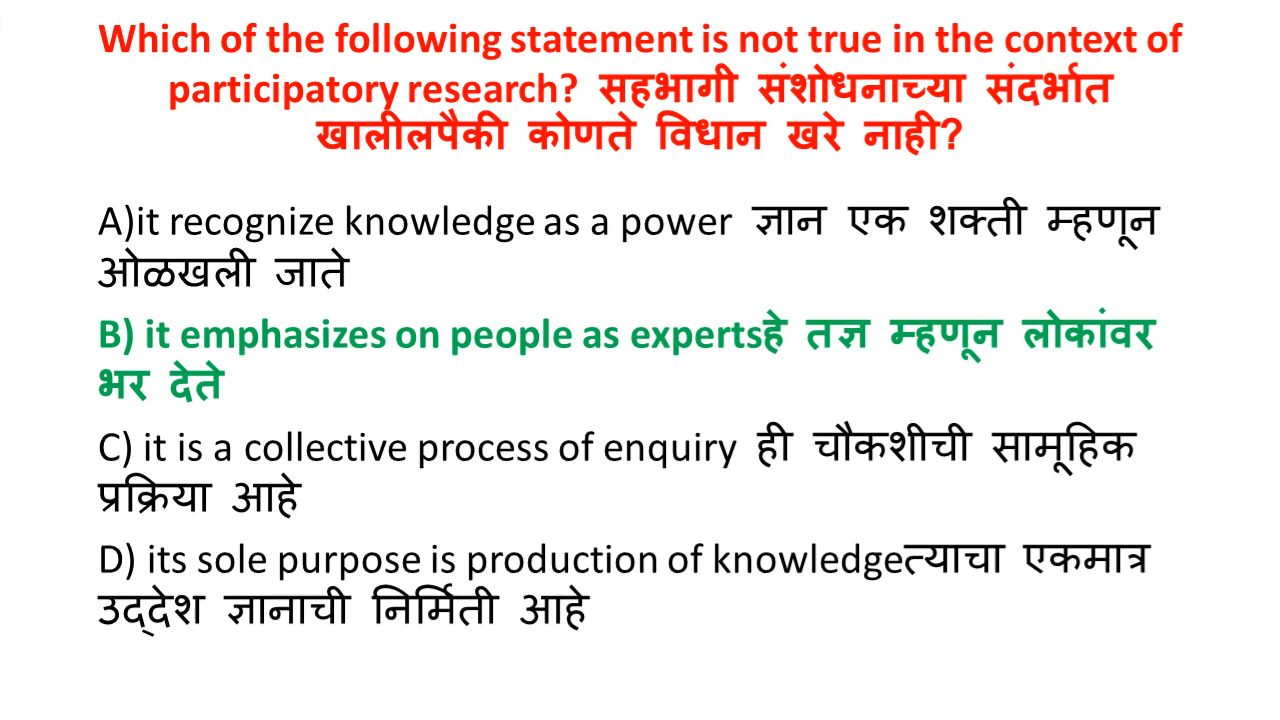 Which of the following statement is not true in the context of
participatory research? सहभागी संशोधनाच्या संदर्भात
खालीलपैकी कोणते विधान खरे नाही?
A)it recognize knowledge as a power ज्ञान एक शक्ती म्हणून
ओळखली जाते
B) it emphasizes on people as expertsहे तज्ञ म्हणून लोकांवर
भर देते
C) it is a collective process of enquiry ही चौकशीची सामूहिक
प्रक्रिया आहे
D) its sole purpose is production of knowledgeत्याचा एकमात्र
उद्देश ज्ञानाची निर्मिती आहे